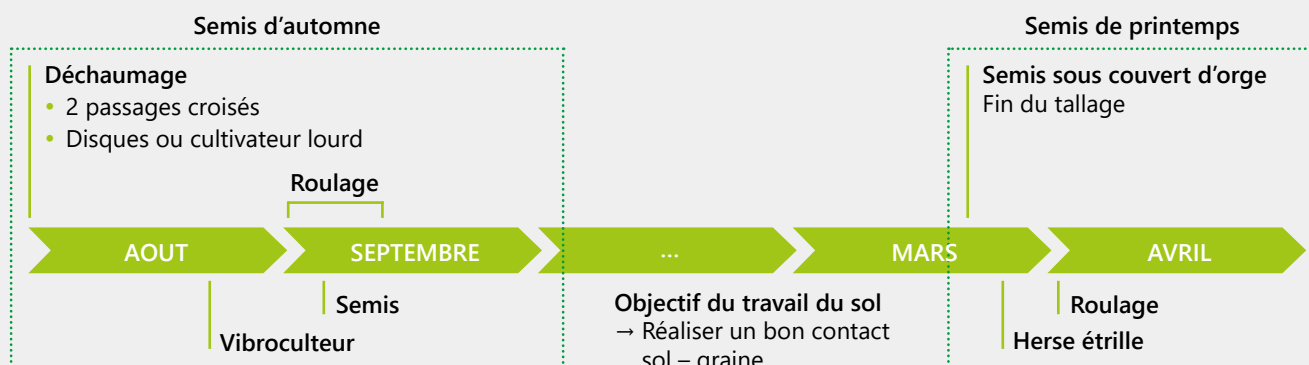 Semis d'automne
Semis de printemps
Déchaumage
• 2 passages croisés
• Disques ou cultivateur lourd
Semis sous couvert d'orge
Fin du tallage
Roulage
AOUT
SEPTEMBRE
...
MARS
AVRIL
Semis
Vibroculteur
Objectif du travail du sol
→ Réaliser un bon contact
sol – graine
Roulage
Herse étrille